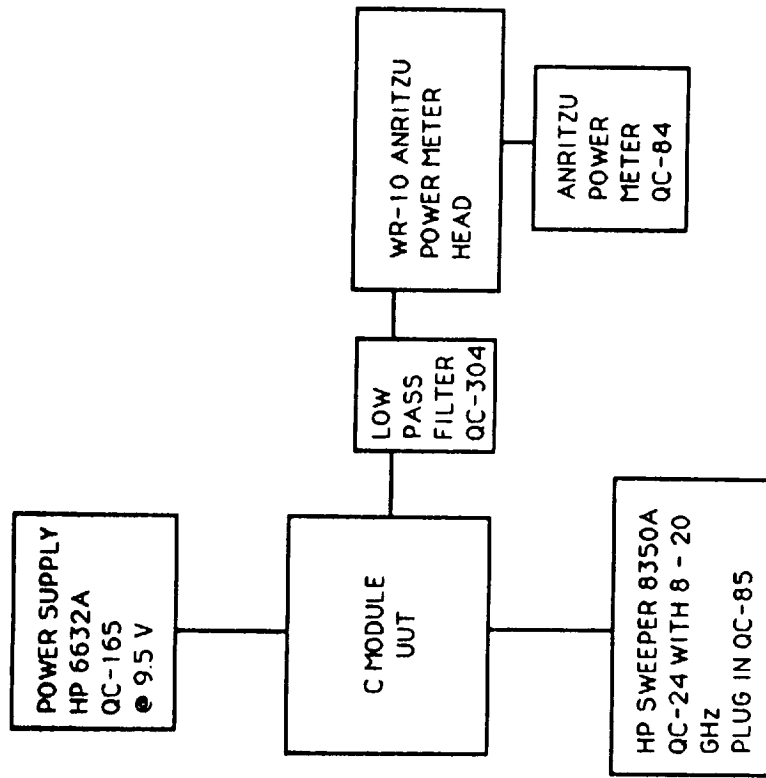 POWER SUPPLY
HP 6632A
QC-165
@ 9.5 V
C MODULE
UUT
HP SWEEPER 8350A
QC-24 WITH 8 - 20
GHz
PLUG IN QC-85
LOW
PASS
FILTER
QC-304
WR-10 ANRITZU
POWER METER
HEAD
ANRITZU
POWER
METER
QC-84